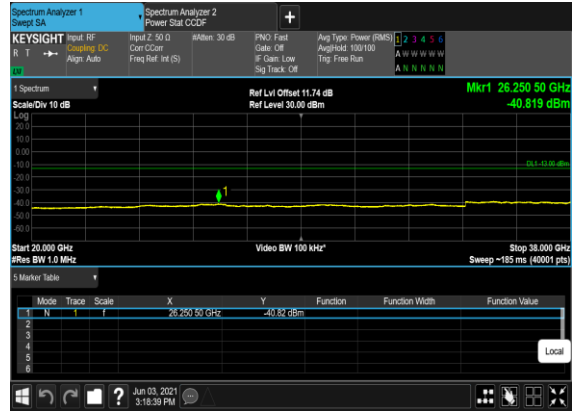 Spectrum Analyzer 1
Swept SA
Spectrum Analyzer 2
Power Stat CCDF
+
KEYSIGHT
R T
Input: RF
Coupling: DC
Align: Auto
Input Z: 50 Ω
Corr CCorr
Freq Ref: Int (S)
#Atten: 30 dB
PNO: Fast
Gate: Off
IF Gain: Low
Sig Track: Off
Avg Type: Power (RMS)
Avg|Hold: 100/100
Trig: Free Run
1 2 3 4 5 6
A W W W W W
A N N N N N
1 Spectrum
Scale/Div 10 dB
Ref Lvl Offset 11.74 dB
Ref Level 30.00 dBm
Mkr1 26.250 50 GHz
-40.819 dBm
Log
20.0
10.0
0.00
-10.0
-20.0
-30.0
-40.0
-50.0
-60.0
DL1 -13.00 dBm
1
Start 20.000 GHz
#Res BW 1.0 MHz
Video BW 100 kHz*
Stop 38.000 GHz
Sweep ~185 ms (40001 pts)
5 Marker Table
Mode Trace Scale X Y Function Function Width Function Value
1 N 1 f 26.250 50 GHz -40.82 dBm
2
3
4
5
6
Local
?
Jun 03, 2021
3:18:39 PM